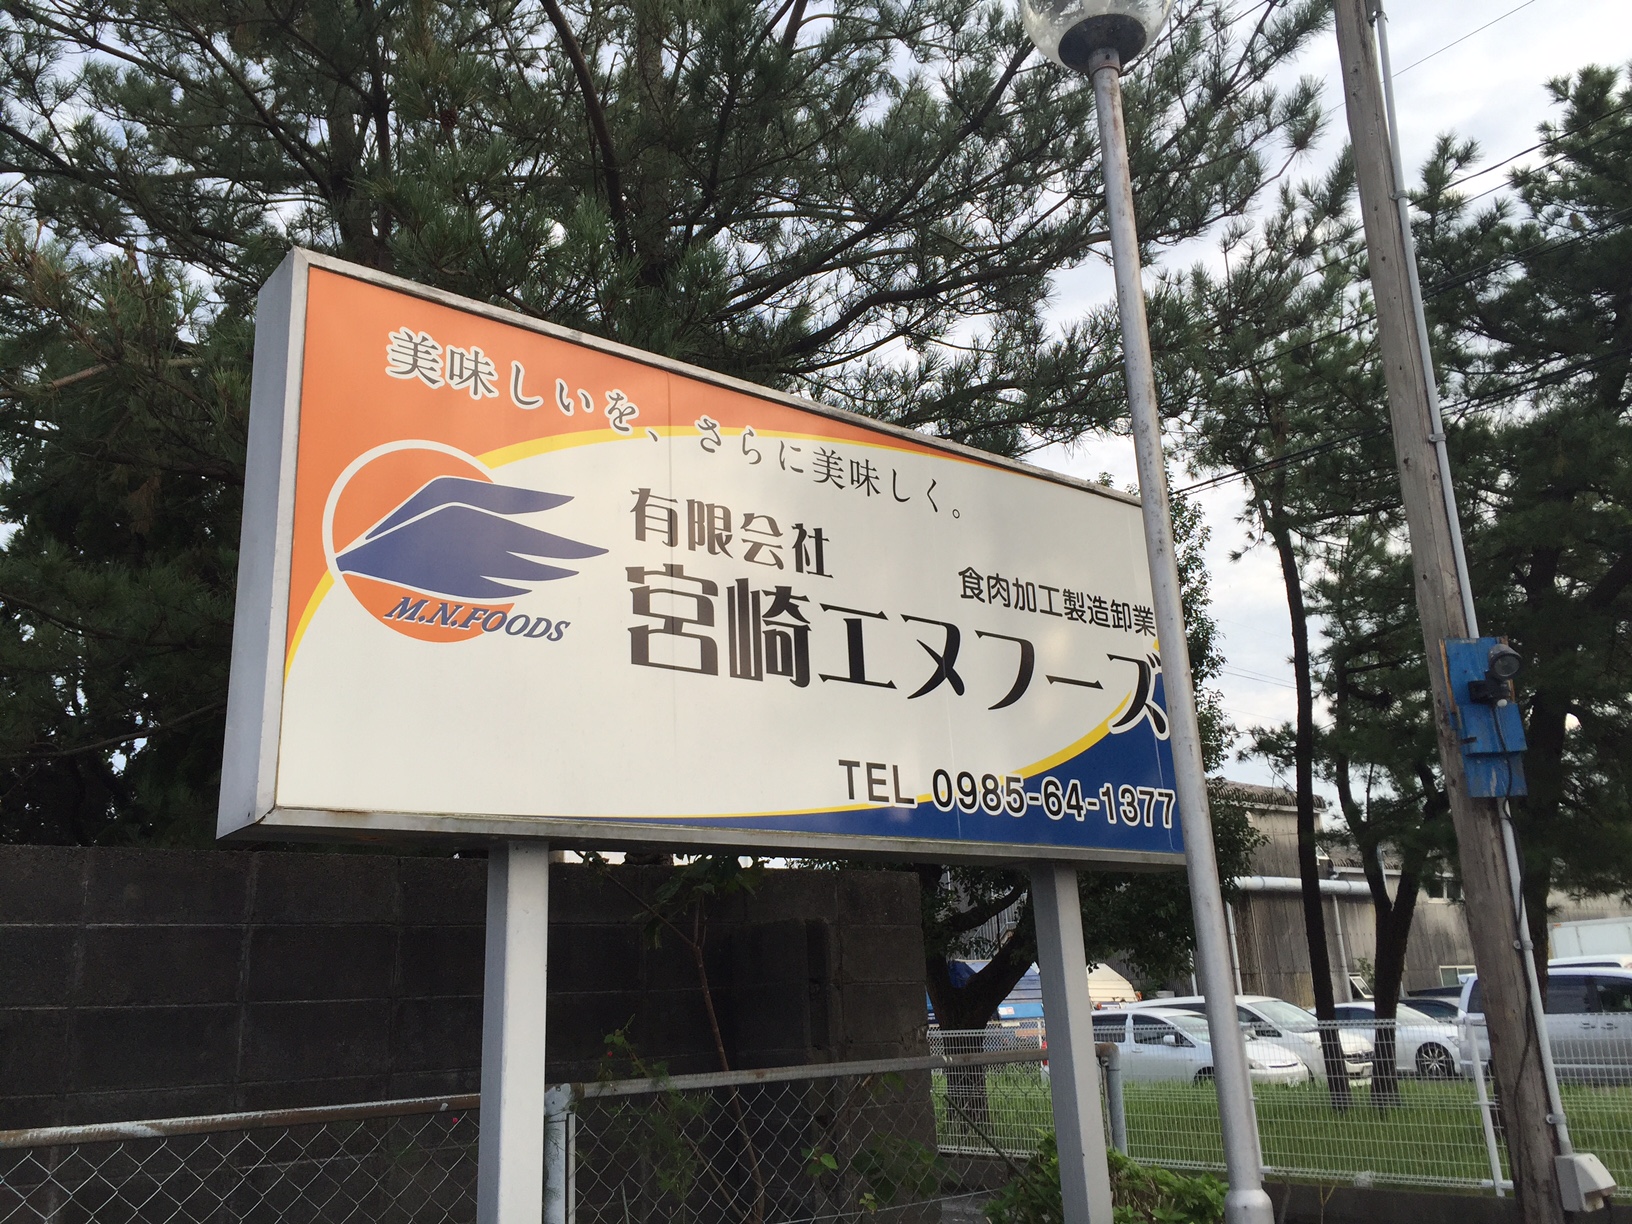 美味しいを、さらに美味しく。
M.N.FOODS
有限会社
食肉加工製造卸業
宮崎エヌフーズ
TEL 0985-64-1377